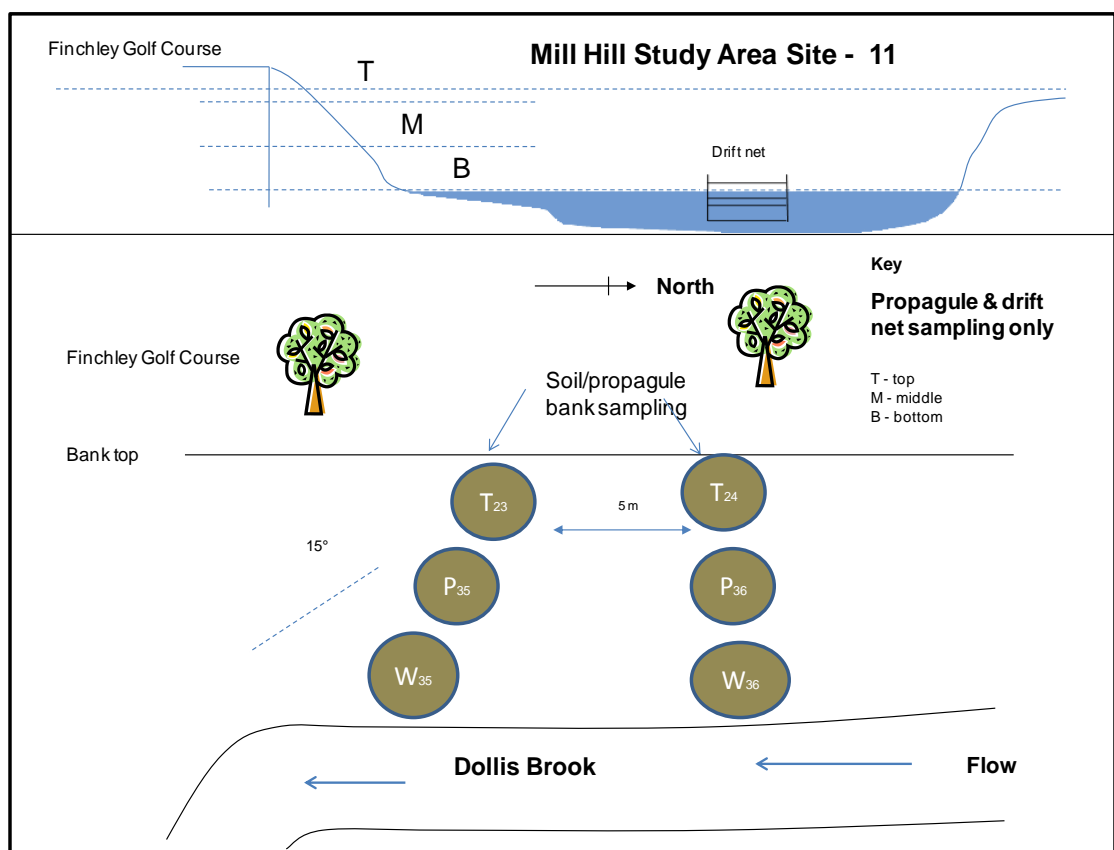 Finchley Golf Course
Mill Hill Study Area Site - 11
T
M
B
Drift net
North
Key
Propagule & drift
net sampling only
T - top
M - middle
B - bottom
Finchley Golf Course
Soil/propagule
bank sampling
Bank top
T23
T24
5 m
15°
P35
P36
W35
W36
Dollis Brook
Flow